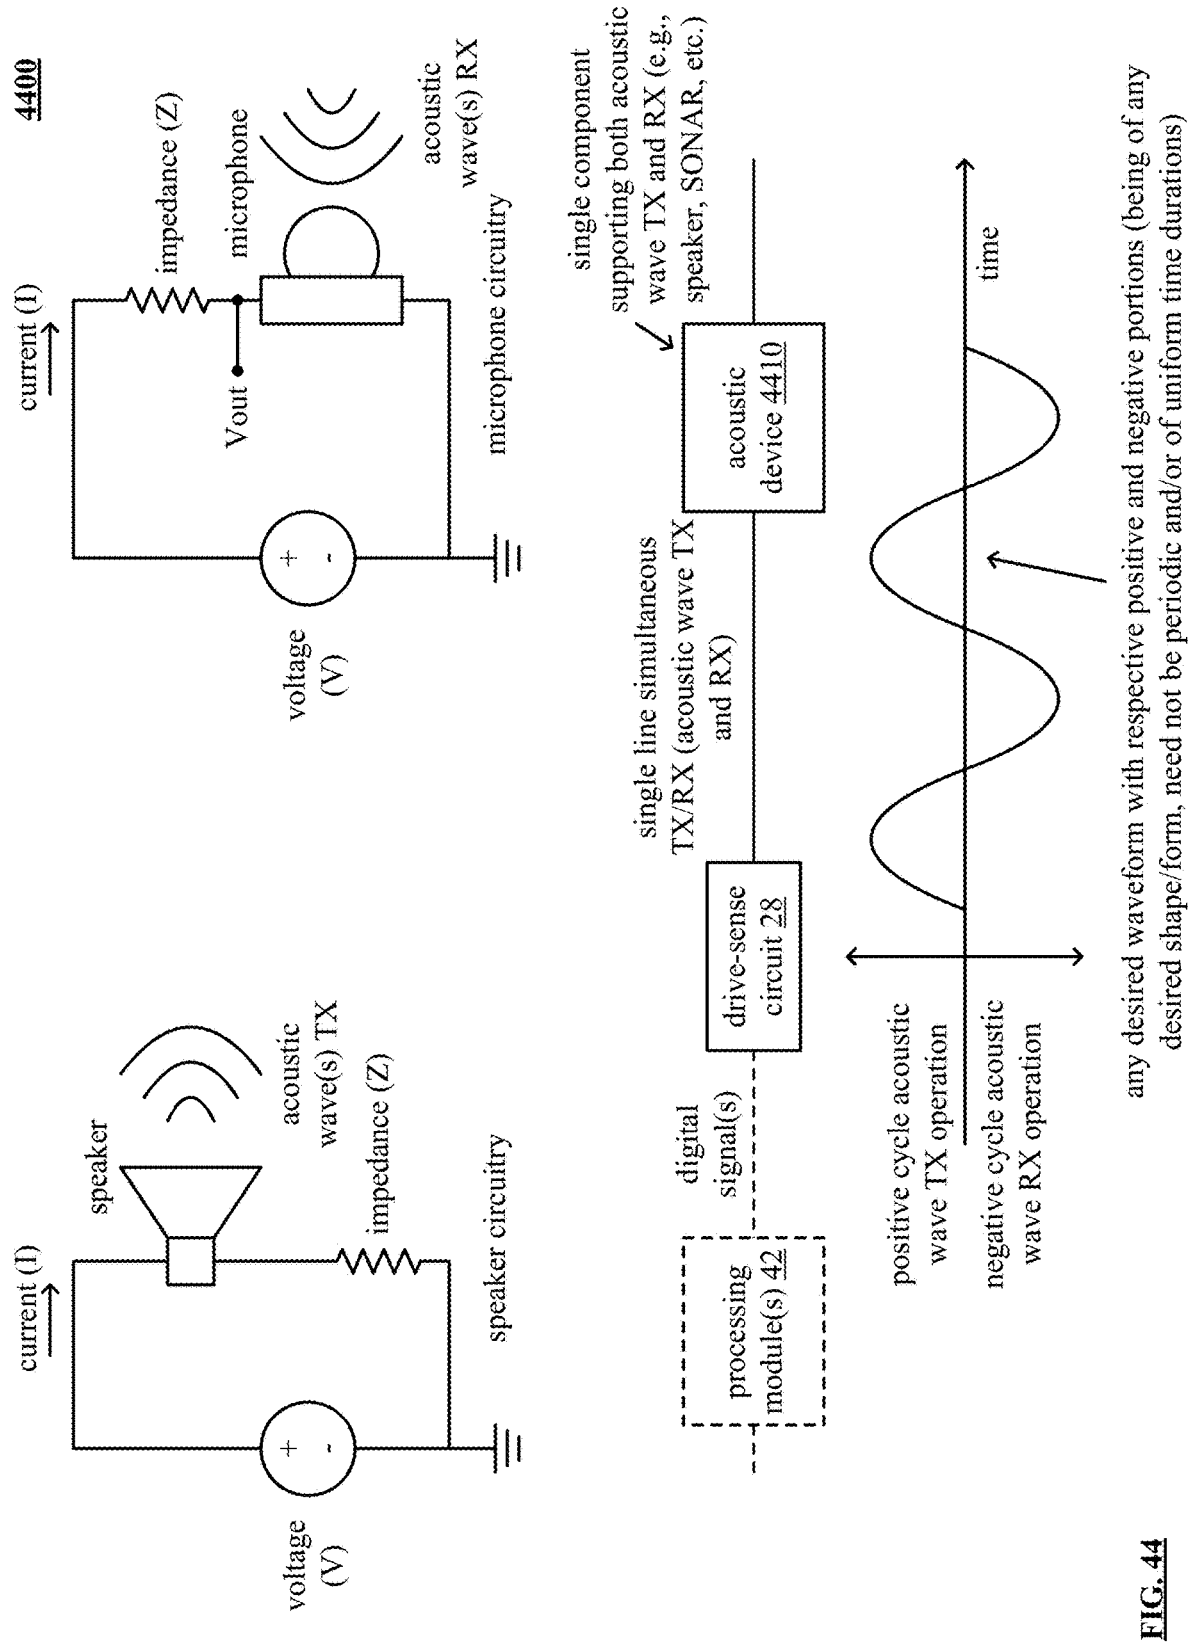 4400
current (I)
speaker
acoustic
wave(s) TX
impedance (Z)
voltage
(V)
+
-
speaker circuitry
current (I)
impedance (Z)
microphone
Vout
acoustic
wave(s) RX
voltage
(V)
+
-
microphone circuitry
processing
module(s) 42
digital
signal(s)
drive-sense
circuit 28
single line simultaneous
TX/RX (acoustic wave TX
and RX)
acoustic
device 4410
single component
supporting both acoustic
wave TX and RX (e.g.,
speaker, SONAR, etc.)
positive cycle acoustic
wave TX operation
negative cycle acoustic
wave RX operation
time
any desired waveform with respective positive and negative portions (being of any
desired shape/form, need not be periodic and/or of uniform time durations)
FIG. 44